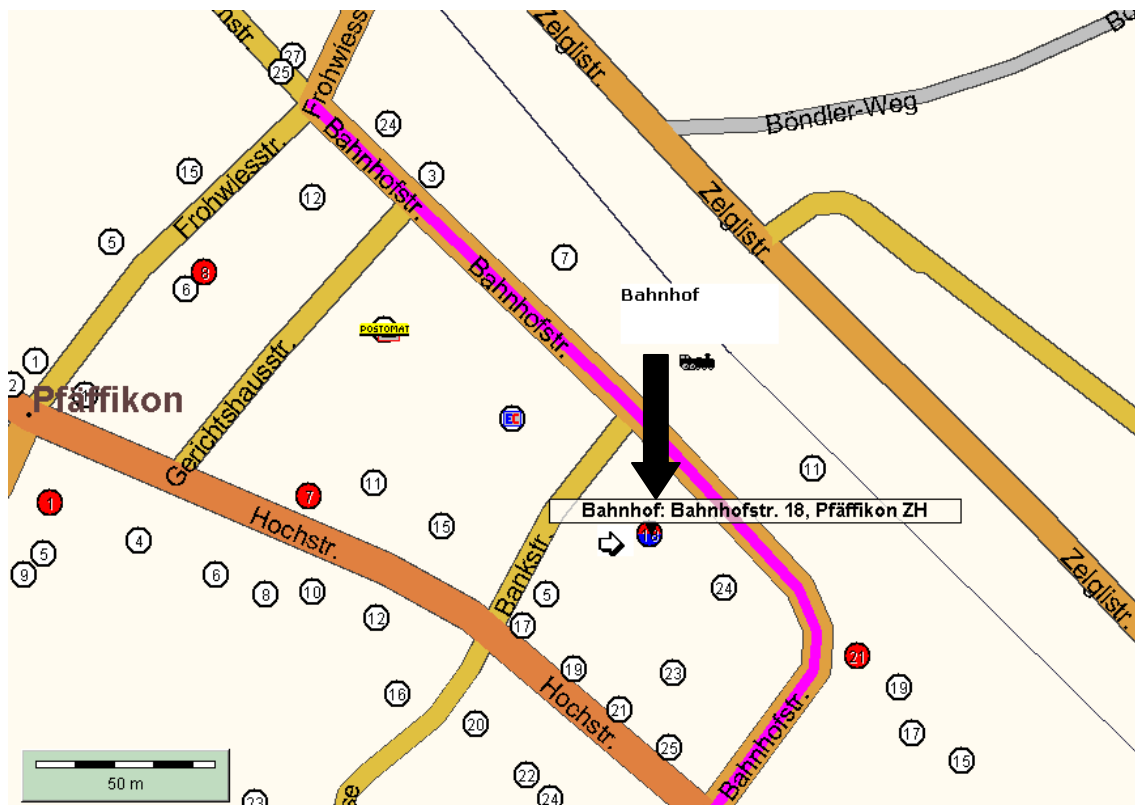 Zelglistr.
Frohwiess
27
25
Böndler-Weg
24
Bahnhofstr.
3
15
Frohwiesstr.
12
Zelglistr.
5
7
8
6
Bahnhofstr.
Bahnhof
POSTOMAT
Gerichtshausstr.
1
2
Pfäffikon
EC
11
11
7
1
Bahnhof: Bahnhofstr. 18, Pfäffikon ZH
Hochstr.
15
18
4
5
9
6
8
10
12
Bankstr.
5
24
Zelglistr.
17
21
19
23
19
16
21
Hochstr.
20
25
17
15
Bahnhofstr.
22
24
23
50 m